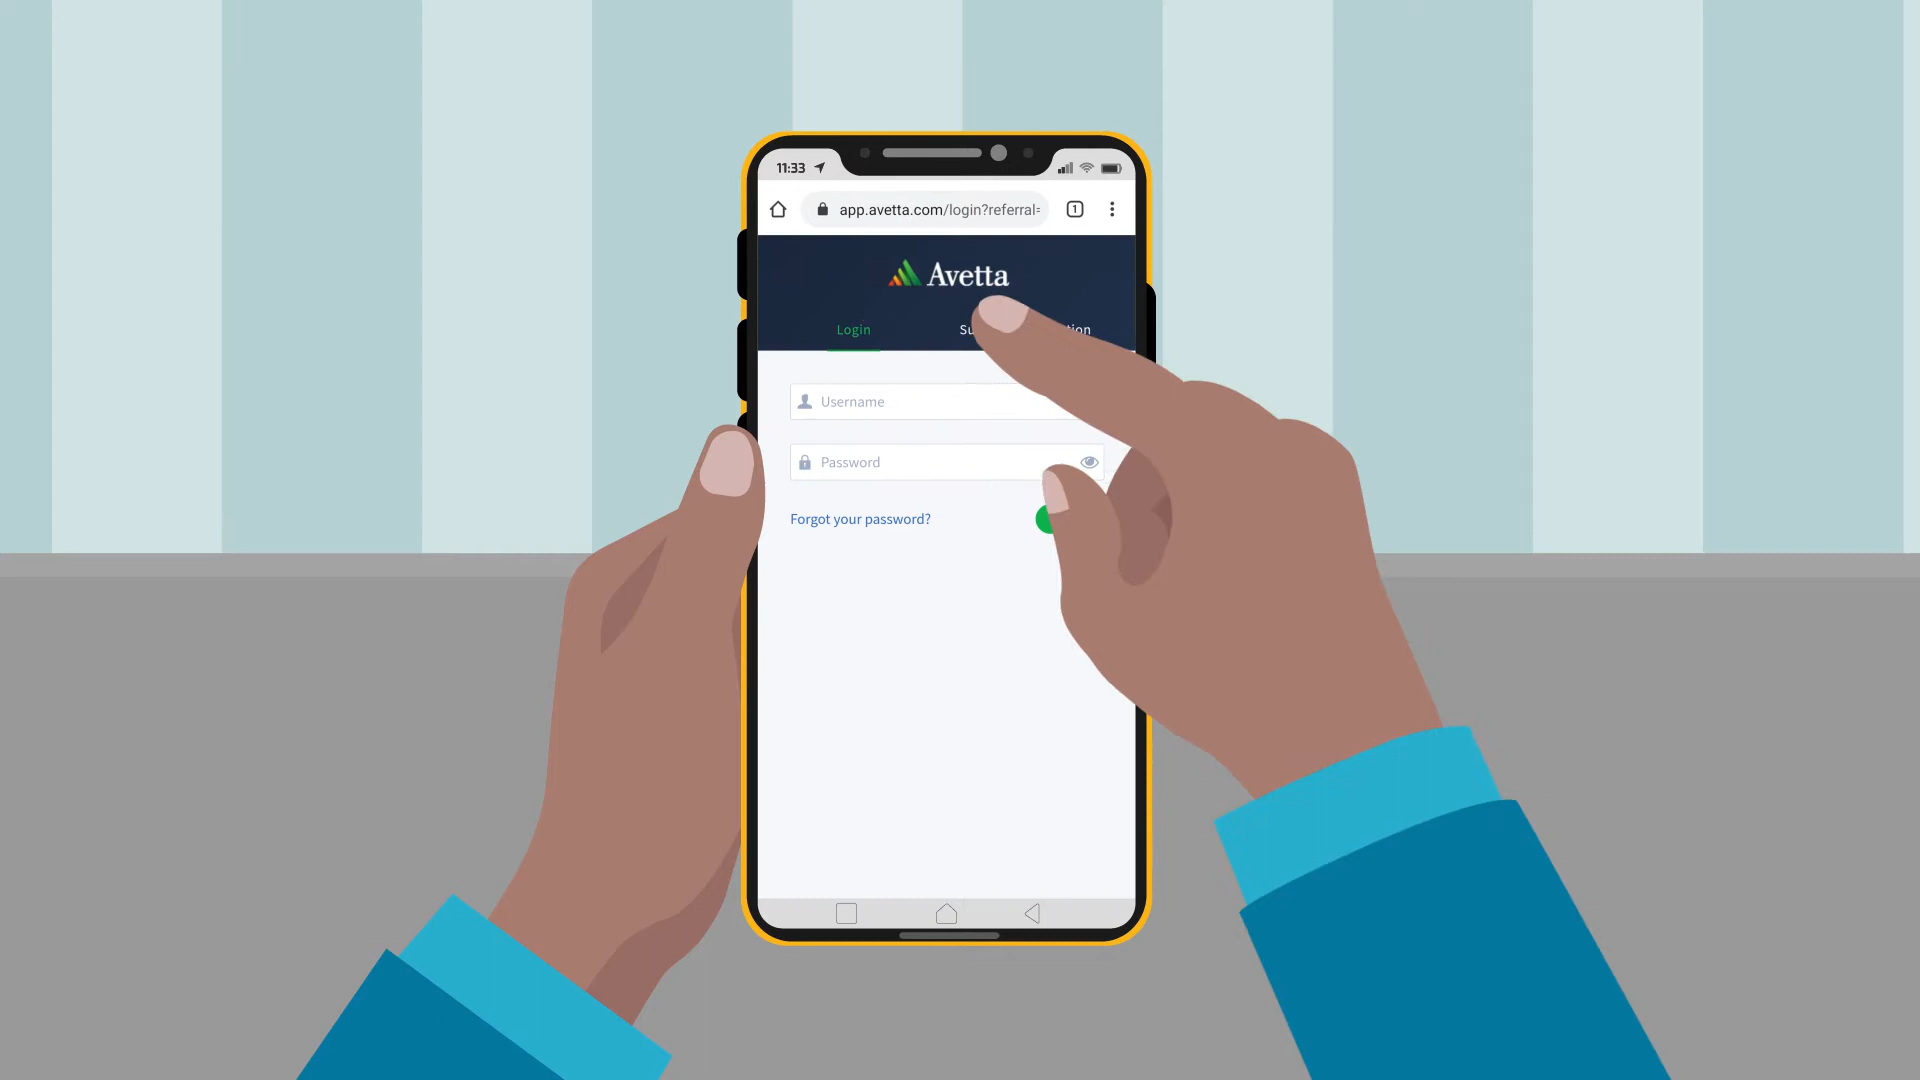 11:33
app.avetta.com/login?referral=
1
Avetta
Login
Username
Password
Forgot your password?